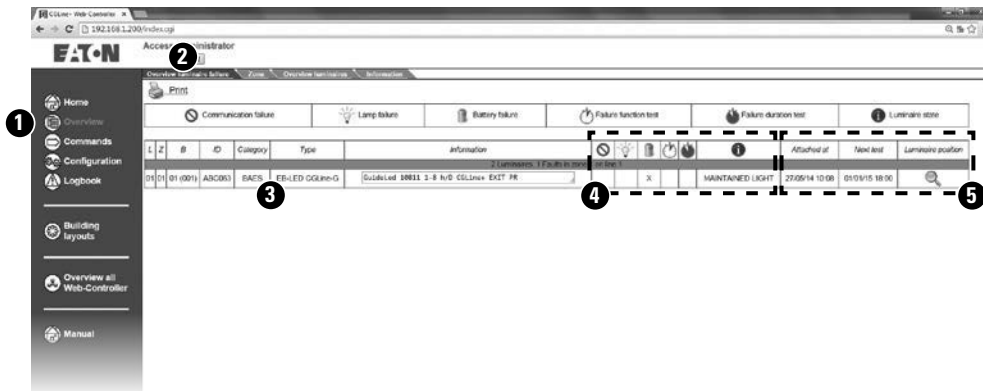 CGLine+ Web-Controller
192.168.1.200/index.cgi
EATON
2
Overview luminaire failure Zone Overview luminaires Information
Print
1
Home
Overview
Commands
Configuration
Logbook
Building
layouts
Overview all
Web-Controller
Manual
Communication failure Lamp failure Battery failure Failure function test Failure duration test Luminaire state
L Z B ID Category Type Information Attached at Next test Luminaire position
2 Luminaires, 1 Faults in zone on line 1
01 01 01 (001) BAES EB-LED CGLine-G GuideLed 10011 1-8 h/D CGLine+ EXIT PR X MAINTAINED LIGHT 27/05/14 10:08 01/01/15 18:00
3 4 5